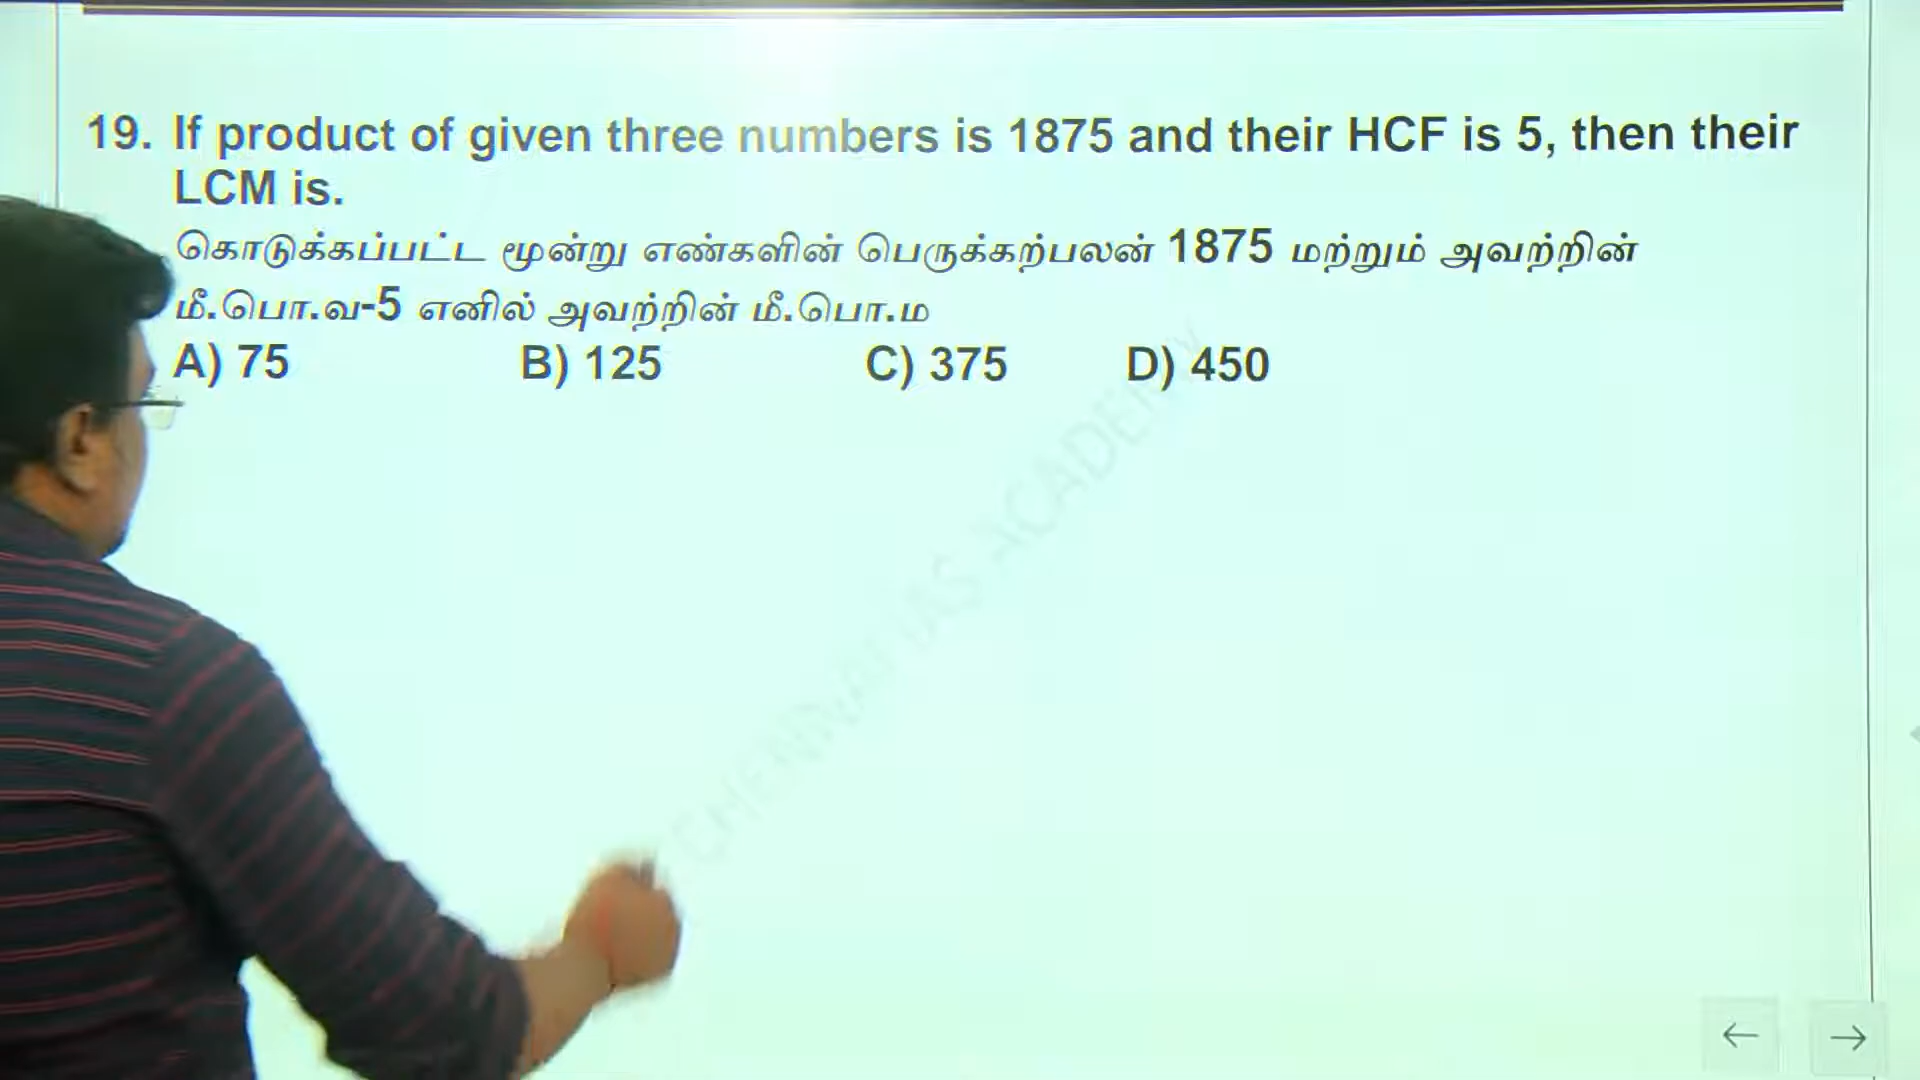 19. If product of given three numbers is 1875 and their HCF is 5, then their
LCM is.
கொடுக்கப்பட்ட மூன்று எண்களின் பெருக்கற்பலன் 1875 மற்றும் அவற்றின்
மீ.பொ.வ-5 எனில் அவற்றின் மீ.பொ.ம
A) 75 B) 125 C) 375 D) 450
ACADEMY